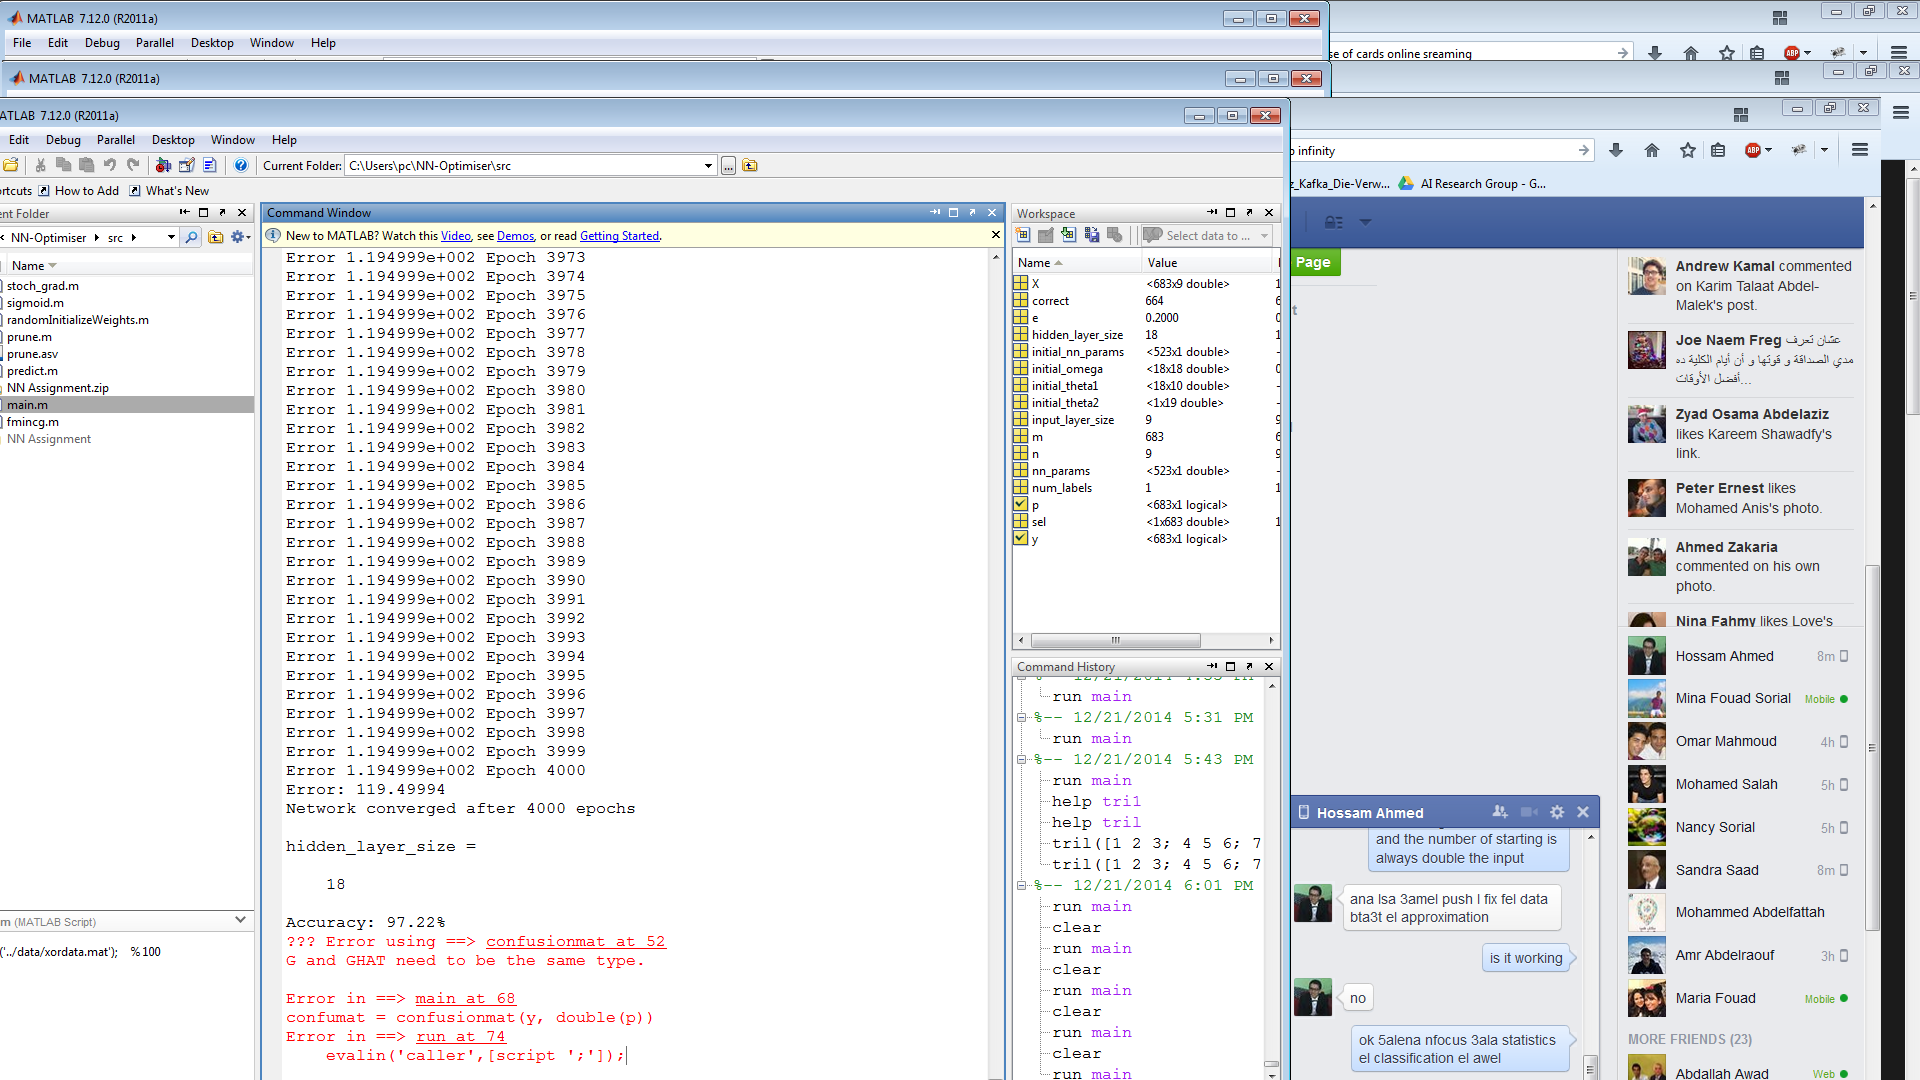 MATLAB 7.12.0 (R2011a)
File Edit Debug Parallel Desktop Window Help
se of cards online sreaming
ABP
MATLAB 7.12.0 (R2011a)
ATLAB 7.12.0 (R2011a)
Edit Debug Parallel Desktop Window Help
Current Folder: C:\Users\pc\NN-Optimiser\src
...
rtcuts How to Add What's New
nt Folder
NN-Optimiser src
Name
stoch_grad.m
sigmoid.m
randomInitializeWeights.m
prune.m
prune.asv
predict.m
NN Assignment.zip
main.m
fmincg.m
NN Assignment
m (MATLAB Script)
('../data/xordata.mat'); %100
Command Window
New to MATLAB? Watch this Video, see Demos, or read Getting Started.
Error 1.194999e+002 Epoch 3973
Error 1.194999e+002 Epoch 3974
Error 1.194999e+002 Epoch 3975
Error 1.194999e+002 Epoch 3976
Error 1.194999e+002 Epoch 3977
Error 1.194999e+002 Epoch 3978
Error 1.194999e+002 Epoch 3979
Error 1.194999e+002 Epoch 3980
Error 1.194999e+002 Epoch 3981
Error 1.194999e+002 Epoch 3982
Error 1.194999e+002 Epoch 3983
Error 1.194999e+002 Epoch 3984
Error 1.194999e+002 Epoch 3985
Error 1.194999e+002 Epoch 3986
Error 1.194999e+002 Epoch 3987
Error 1.194999e+002 Epoch 3988
Error 1.194999e+002 Epoch 3989
Error 1.194999e+002 Epoch 3990
Error 1.194999e+002 Epoch 3991
Error 1.194999e+002 Epoch 3992
Error 1.194999e+002 Epoch 3993
Error 1.194999e+002 Epoch 3994
Error 1.194999e+002 Epoch 3995
Error 1.194999e+002 Epoch 3996
Error 1.194999e+002 Epoch 3997
Error 1.194999e+002 Epoch 3998
Error 1.194999e+002 Epoch 3999
Error 1.194999e+002 Epoch 4000
Error: 119.49994
Network converged after 4000 epochs
hidden_layer_size =
18
Accuracy: 97.22%
??? Error using ==> confusionmat at 52
G and GHAT need to be the same type.
Error in ==> main at 68
confumat = confusionmat(y, double(p))
Error in ==> run at 74
evalin('caller',[script ';']);
Workspace
Select data to ...
Name Value
X <683x9 double> 1
correct 664 6
e 0.2000 0
hidden_layer_size 18 1
initial_nn_params <523x1 double> -
initial_omega <18x18 double> 0
initial_theta1 <18x10 double> -
initial_theta2 <1x19 double> -
input_layer_size 9 9
m 683 6
n 9 9
nn_params <523x1 double> -
num_labels 1 1
p <683x1 logical>
sel <1x683 double> 1
y <683x1 logical>
Command History
run main
%-- 12/21/2014 5:31 PM
run main
%-- 12/21/2014 5:43 PM
run main
help tri1
help tril
tril([1 2 3; 4 5 6; 7
tril([1 2 3; 4 5 6; 7
%-- 12/21/2014 6:01 PM
run main
clear
run main
clear
run main
clear
run main
clear
run main
infinity
ABP
z_Kafka_Die-Verw... AI Research Group - G...
Page
t
Andrew Kamal commented
on Karim Talaat Abdel-
Malek's post.
Joe Naem Freg عشان تعرف
مدي الصداقة و قوتها و أن أيام الكلية ده
أفضل الأوقات...
Zyad Osama Abdelaziz
likes Kareem Shawadfy's
link.
Peter Ernest likes
Mohamed Anis's photo.
Ahmed Zakaria
commented on his own
photo.
Nina Fahmy likes Love's
Hossam Ahmed 8m
Mina Fouad Sorial Mobile
Omar Mahmoud 4h
Mohamed Salah 5h
Nancy Sorial 5h
Sandra Saad 8m
Mohammed Abdelfattah
Amr Abdelraouf 3h
Maria Fouad Mobile
MORE FRIENDS (23)
Abdallah Awad Web
Hossam Ahmed
and the number of starting is
always double the input
ana lsa 3amel push l fix fel data
bta3t el approximation
is it working
no
ok 5alena nfocus 3ala statistics
el classification el awel